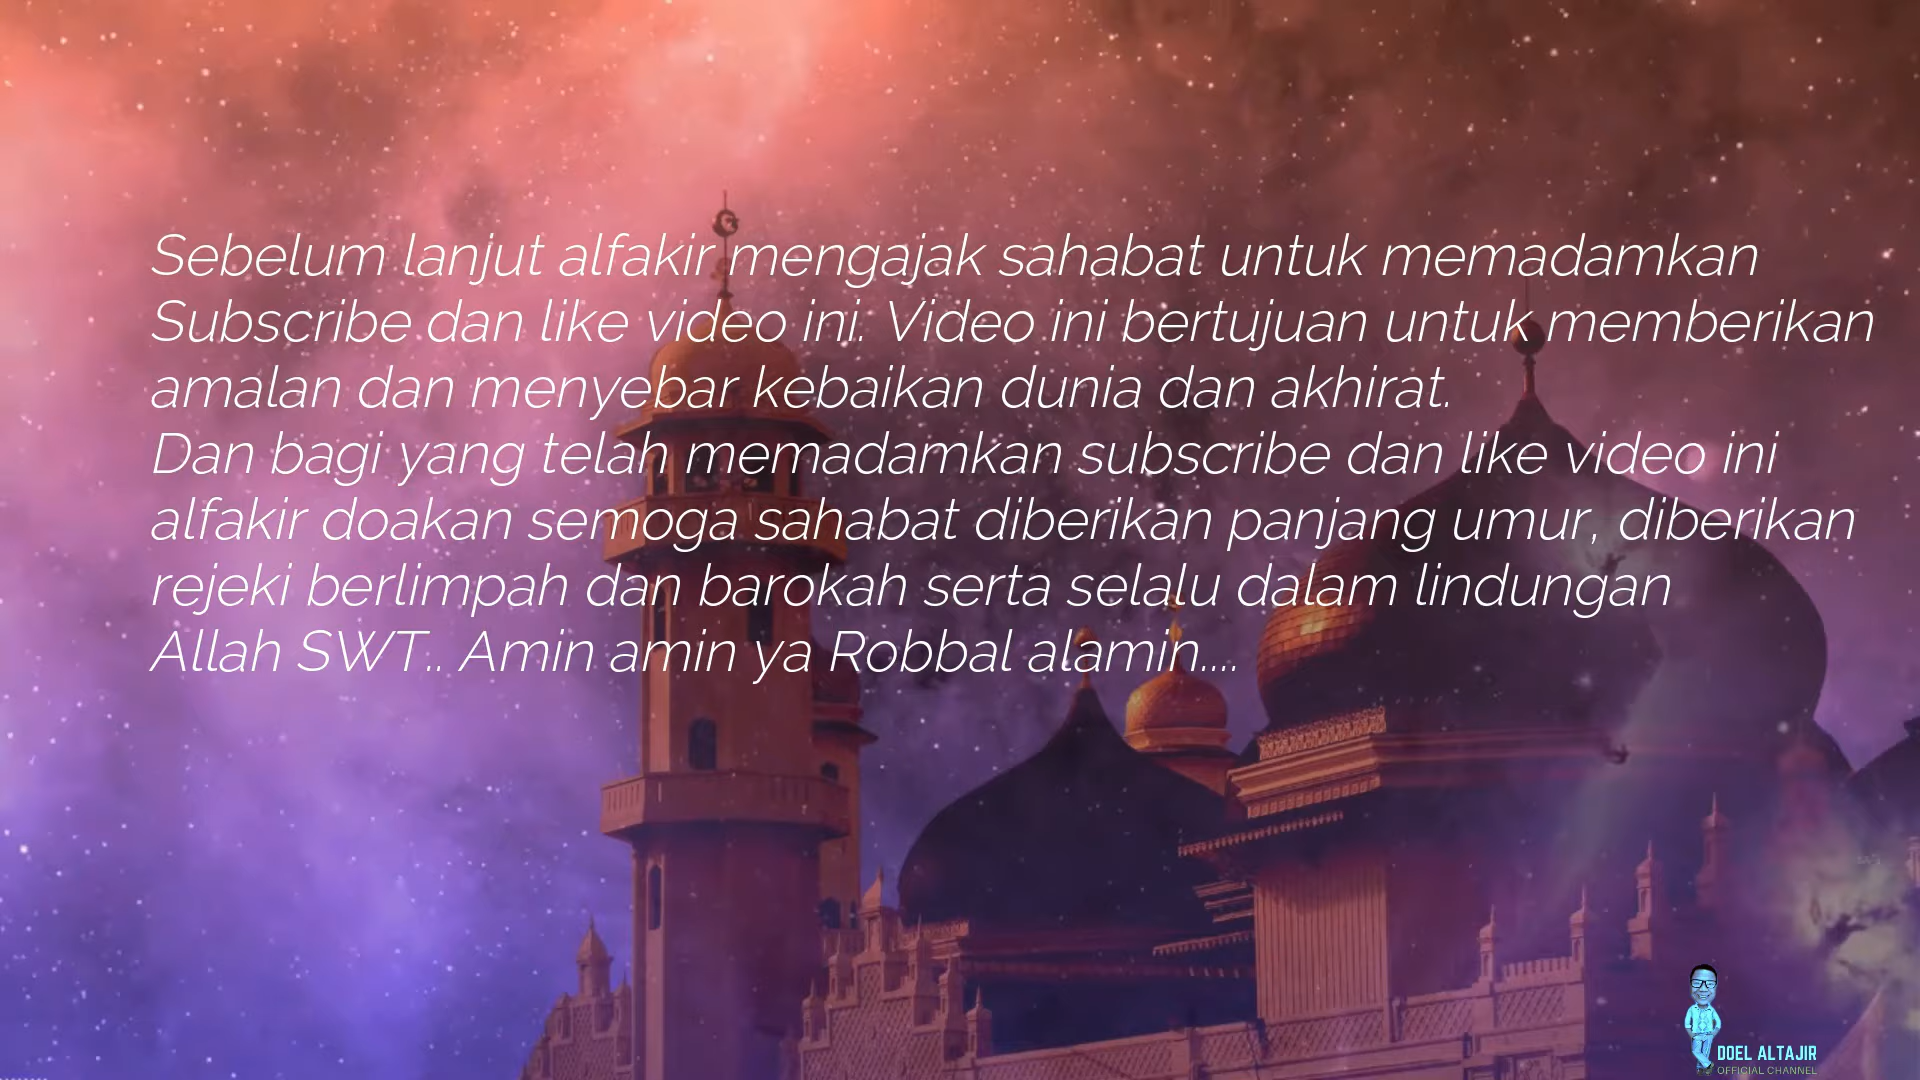 Sebelum lanjut alfakir mengajak sahabat untuk memadamkan
Subscribe dan like video ini. Video ini bertujuan untuk memberikan
amalan dan menyebar kebaikan dunia dan akhirat.
Dan bagi yang telah memadamkan subscribe dan like video ini
alfakir doakan semoga sahabat diberikan panjang umur, diberikan
rejeki berlimpah dan barokah serta selalu dalam lindungan
Allah SWT.. Amin amin ya Robbal alamin....
DOEL ALTAJIR
OFFICIAL CHANNEL